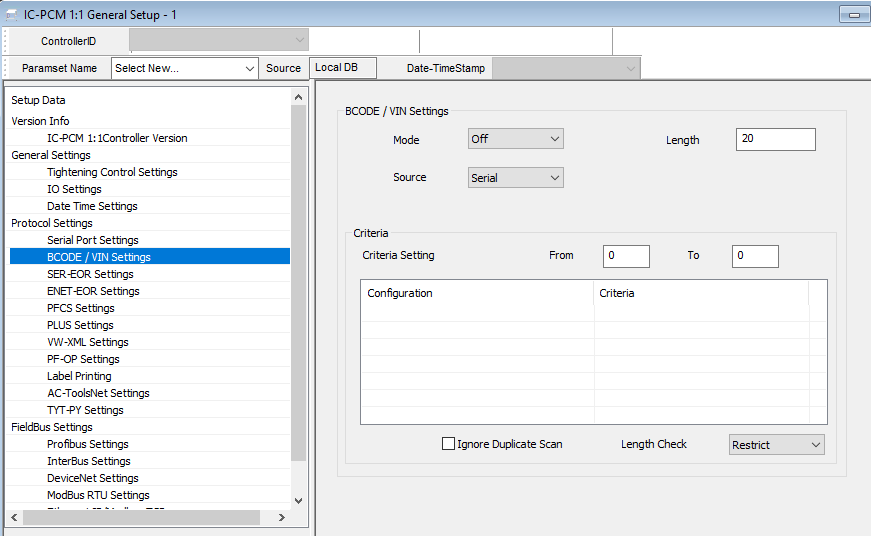 IC-PCM 1:1 General Setup - 1
ControllerID
Paramset Name Select New... Source Local DB Date-TimeStamp
Setup Data
Version Info
IC-PCM 1:1Controller Version
General Settings
Tightening Control Settings
IO Settings
Date Time Settings
Protocol Settings
Serial Port Settings
BCODE / VIN Settings
SER-EOR Settings
ENET-EOR Settings
PFCS Settings
PLUS Settings
VW-XML Settings
PF-OP Settings
Label Printing
AC-ToolsNet Settings
TYT-PY Settings
FieldBus Settings
Profibus Settings
InterBus Settings
DeviceNet Settings
ModBus RTU Settings
BCODE / VIN Settings
Mode Off Length 20
Source Serial
Criteria
Criteria Setting From 0 To 0
Configuration Criteria
Ignore Duplicate Scan Length Check Restrict